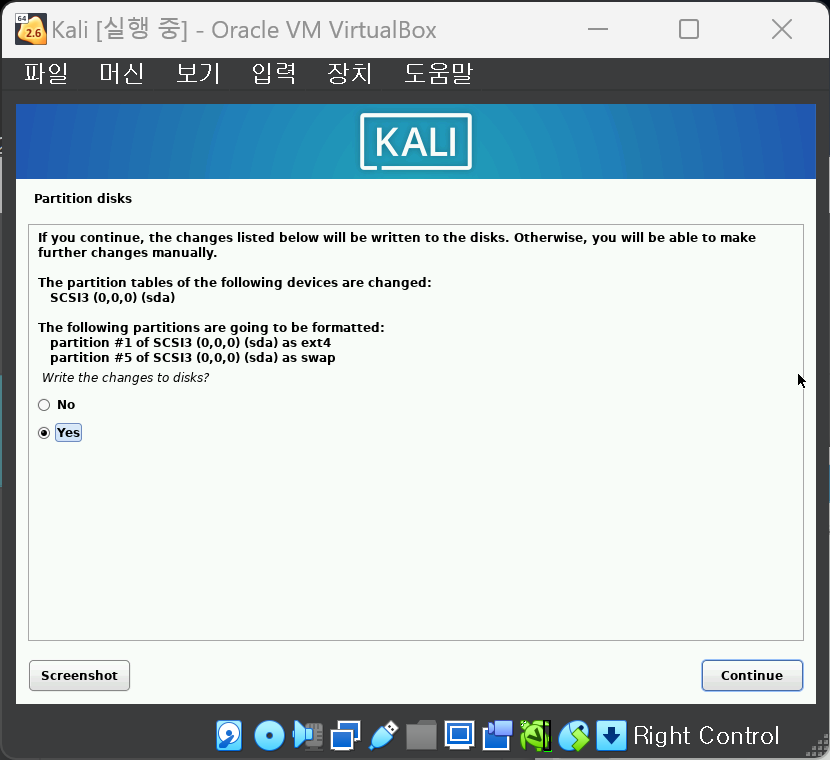 Kali [실행 중] - Oracle VM VirtualBox
파일 머신 보기 입력 장치 도움말
KALI
Partition disks
If you continue, the changes listed below will be written to the disks. Otherwise, you will be able to make
further changes manually.
The partition tables of the following devices are changed:
SCSI3 (0,0,0) (sda)
The following partitions are going to be formatted:
partition #1 of SCSI3 (0,0,0) (sda) as ext4
partition #5 of SCSI3 (0,0,0) (sda) as swap
Write the changes to disks?
No
Yes
Screenshot Continue
Right Control